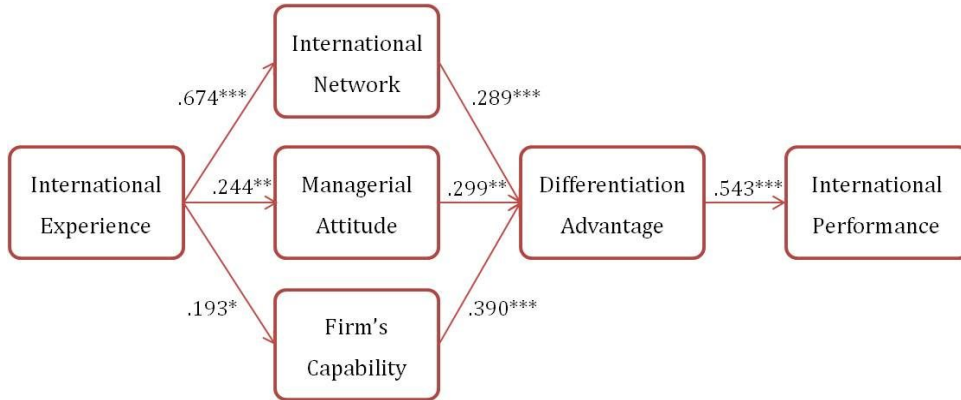 International
Network
.674***
.289***
International
Experience
.244**
Managerial
Attitude
.299**
Differentiation
Advantage
.543***
International
Performance
.193*
Firm's
Capability
.390***